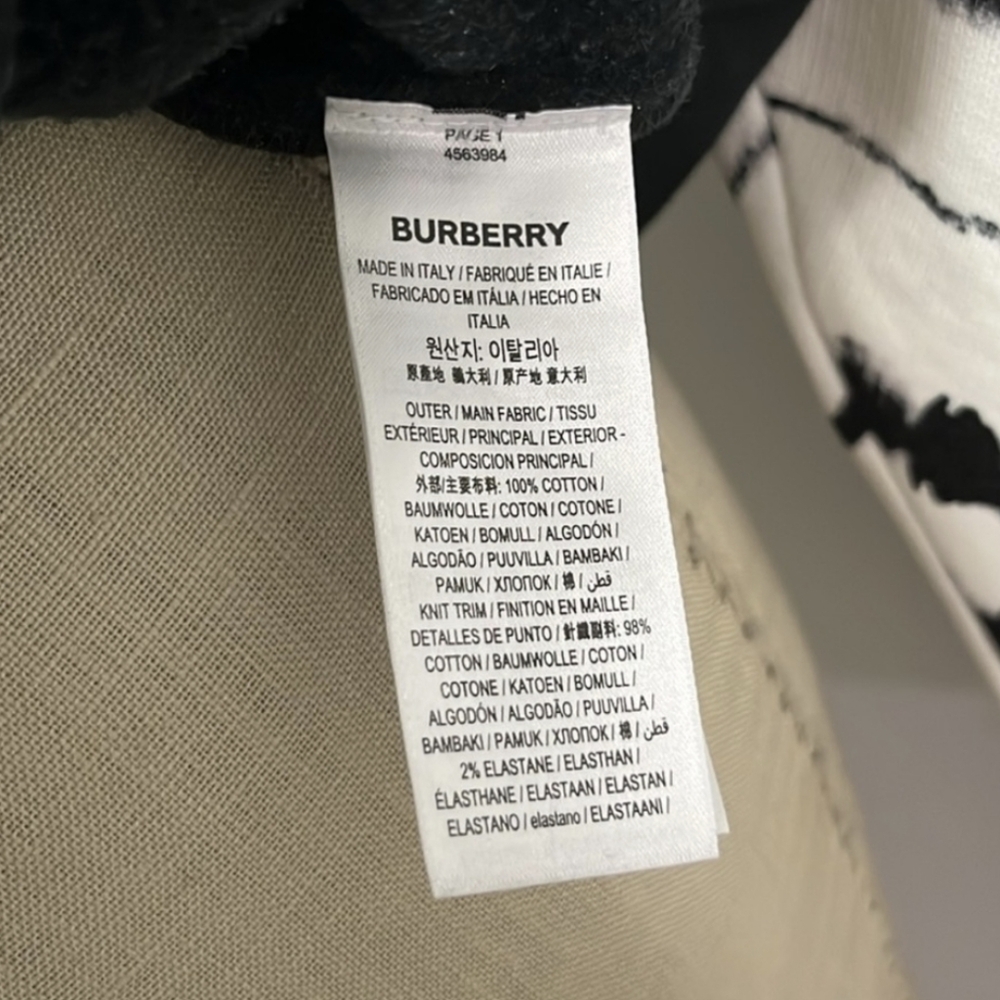 PAGE 1
4563984
BURBERRY
MADE IN ITALY / FABRIQUÉ EN ITALIE /
FABRICADO EM ITÁLIA / HECHO EN
ITALIA
원산지: 이탈리아
原產地 義大利 / 原产地 意大利
OUTER / MAIN FABRIC / TISSU
EXTÉRIEUR / PRINCIPAL / EXTERIOR -
COMPOSICION PRINCIPAL /
外部/主要布料: 100% COTTON /
BAUMWOLLE / COTON / COTONE /
KATOEN / BOMULL / ALGODÓN /
ALGODÃO / PUUVILLA / BAMBAKI /
PAMUK / ХЛОПОК / 棉 / قطن
KNIT TRIM / FINITION EN MAILLE /
DETALLES DE PUNTO / 針織副料: 98%
COTTON / BAUMWOLLE / COTON /
COTONE / KATOEN / BOMULL /
ALGODÓN / ALGODÃO / PUUVILLA /
BAMBAKI / PAMUK / ХЛОПОК / 棉 / قطن
2% ELASTANE / ELASTHAN /
ÉLASTHANE / ELASTAAN / ELASTAN /
ELASTANO / elastano / ELASTAANI /